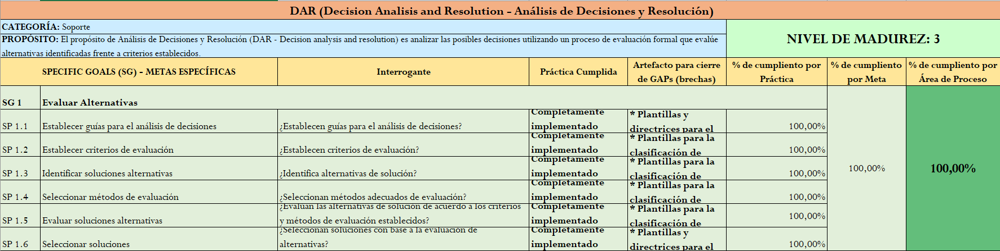 DAR (Decision Analisis and Resolution - Análisis de Decisiones y Resolución)
CATEGORÍA: Soporte
PROPÓSITO: El propósito de Análisis de Decisiones y Resolución (DAR - Decision analysis and resolution) es analizar las posibles decisiones utilizando un proceso de evaluación formal que evalúe
alternativas identificadas frente a criterios establecidos.
NIVEL DE MADUREZ: 3
SPECIFIC GOALS (SG) - METAS ESPECÍFICAS
Interrogante
Práctica Cumplida
Artefacto para cierre
de GAPs (brechas)
% de cumpliento por
Práctica
% de cumpliento
por Meta
% de cumpliento por
Área de Proceso
SG 1 Evaluar Alternativas
SP 1.1 Establecer guías para el análisis de decisiones
¿Establecen guías para el análisis de decisiones?
Completamente
implementado
* Plantillas y
directrices para el
100,00%
SP 1.2 Establecer criterios de evaluación
¿Establecen criterios de evaluación?
Completamente
implementado
* Plantillas para la
clasificación de
100,00%
SP 1.3 Identificar soluciones alternativas
¿Identifica alternativas de solución?
Completamente
implementado
* Plantillas para la
clasificación de
100,00%
SP 1.4 Seleccionar métodos de evaluación
¿Seleccionan métodos adecuados de evaluación?
Completamente
implementado
* Plantillas para la
clasificación de
100,00%
SP 1.5 Evaluar soluciones alternativas
¿Evaluan las alternativas de solución de acuerdo a los criterios
y métodos de evaluación establecidos?
Completamente
implementado
* Plantillas para la
clasificación de
100,00%
SP 1.6 Seleccionar soluciones
¿Seleccionan soluciones con base a la evaluación de
alternativas?
Completamente
implementado
* Plantillas y
directrices para el
100,00%
100,00%
100,00%